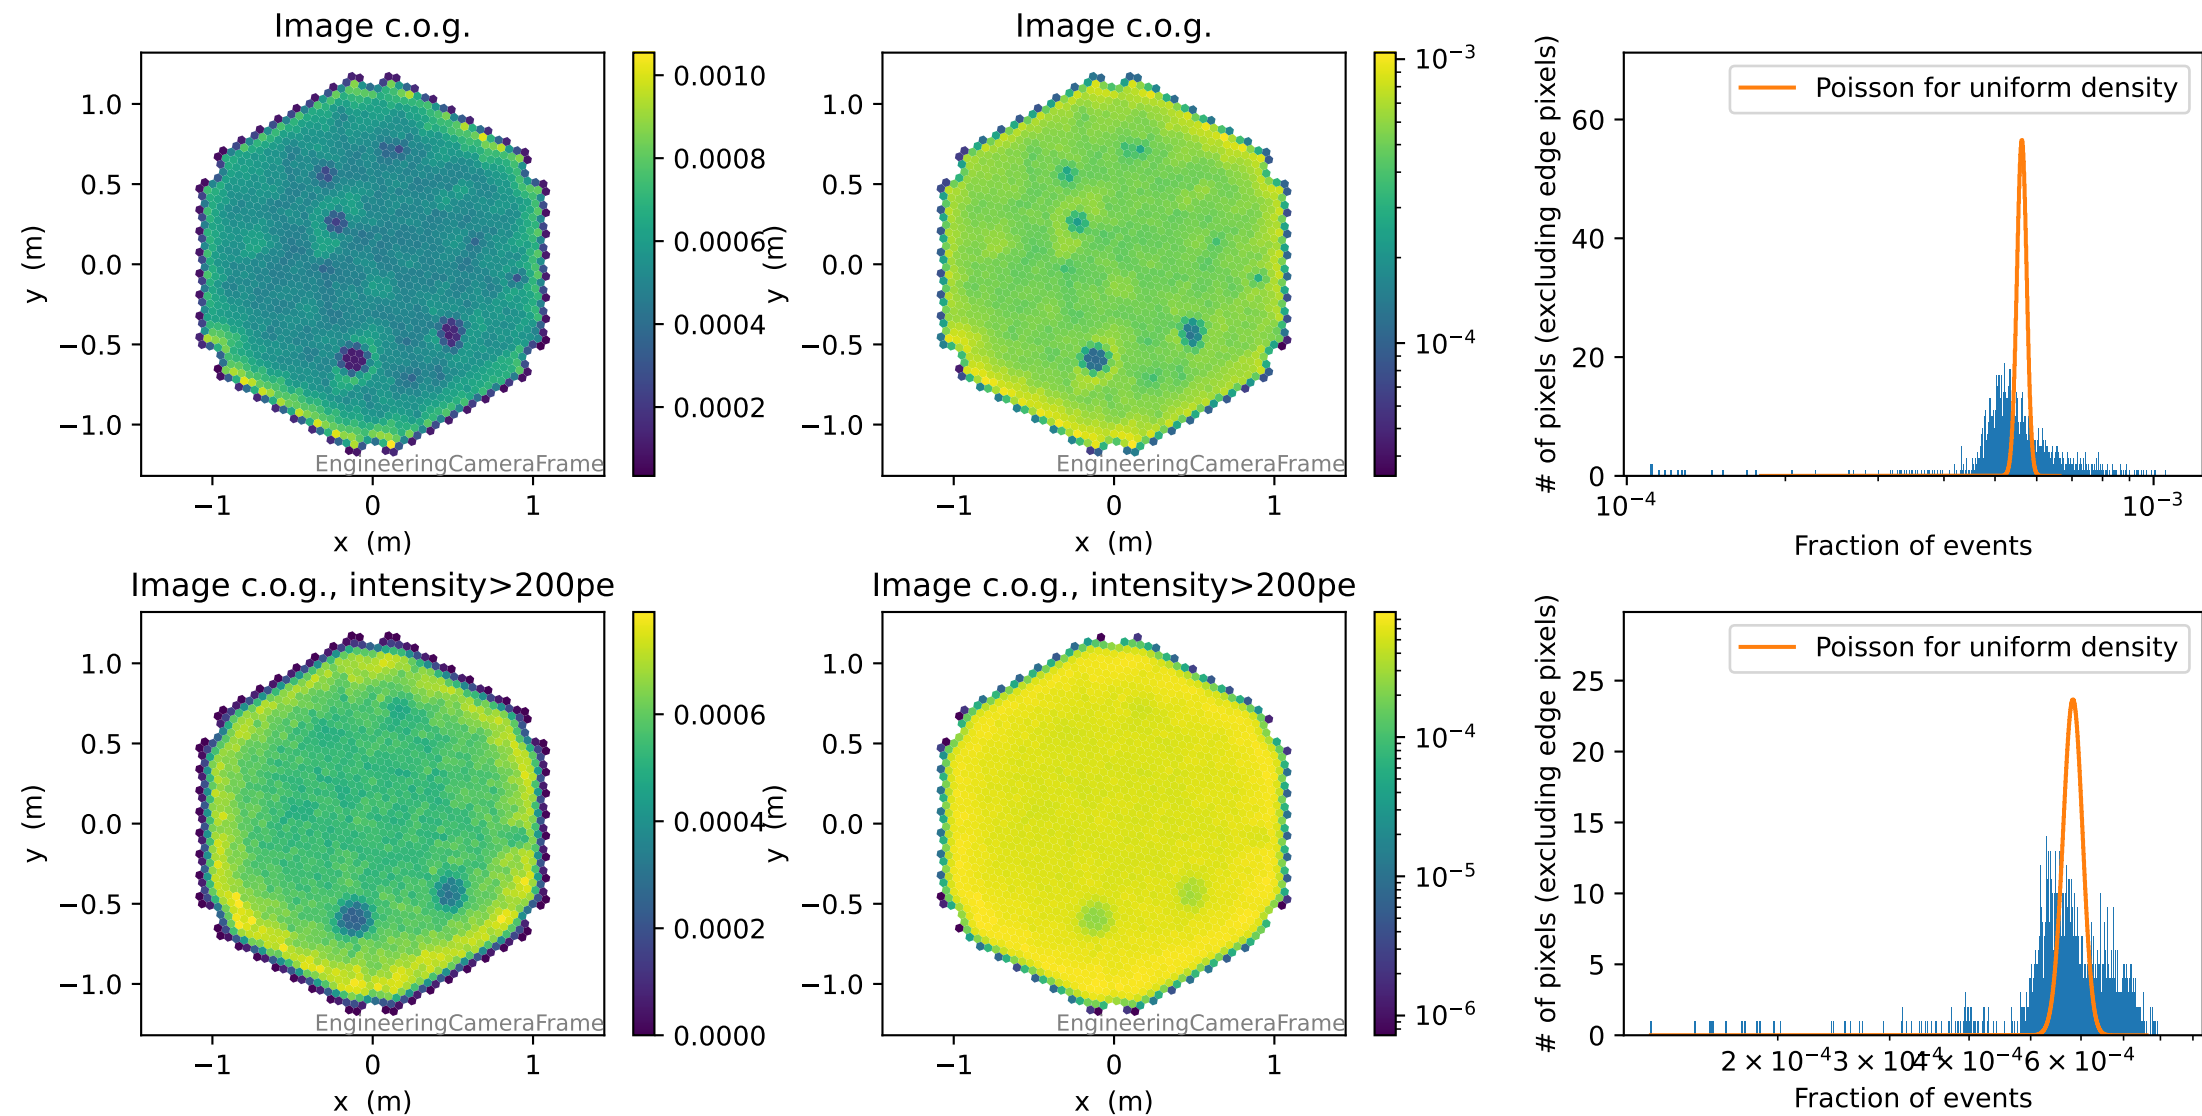 Image c.o.g.
1.0
0.5
0.0
−0.5
−1.0
y (m)
−1
0
1
x (m)
EngineeringCameraFrame
0.0010
0.0008
0.0006
0.0004
0.0002
Image c.o.g.
1.0
0.5
0.0
−0.5
−1.0
y (m)
−1
0
1
x (m)
EngineeringCameraFrame
10⁻³
10⁻⁴
# of pixels (excluding edge pixels)
60
40
20
0
Poisson for uniform density
10⁻⁴
10⁻³
Fraction of events
Image c.o.g., intensity>200pe
1.0
0.5
0.0
−0.5
−1.0
y (m)
−1
0
1
x (m)
EngineeringCameraFrame
0.0006
0.0004
0.0002
0.0000
Image c.o.g., intensity>200pe
1.0
0.5
0.0
−0.5
−1.0
y (m)
−1
0
1
x (m)
EngineeringCameraFrame
10⁻⁴
10⁻⁵
10⁻⁶
# of pixels (excluding edge pixels)
25
20
15
10
5
0
Poisson for uniform density
2 × 10⁻⁴
3 × 10⁻⁴
4 × 10⁻⁴
6 × 10⁻⁴
Fraction of events